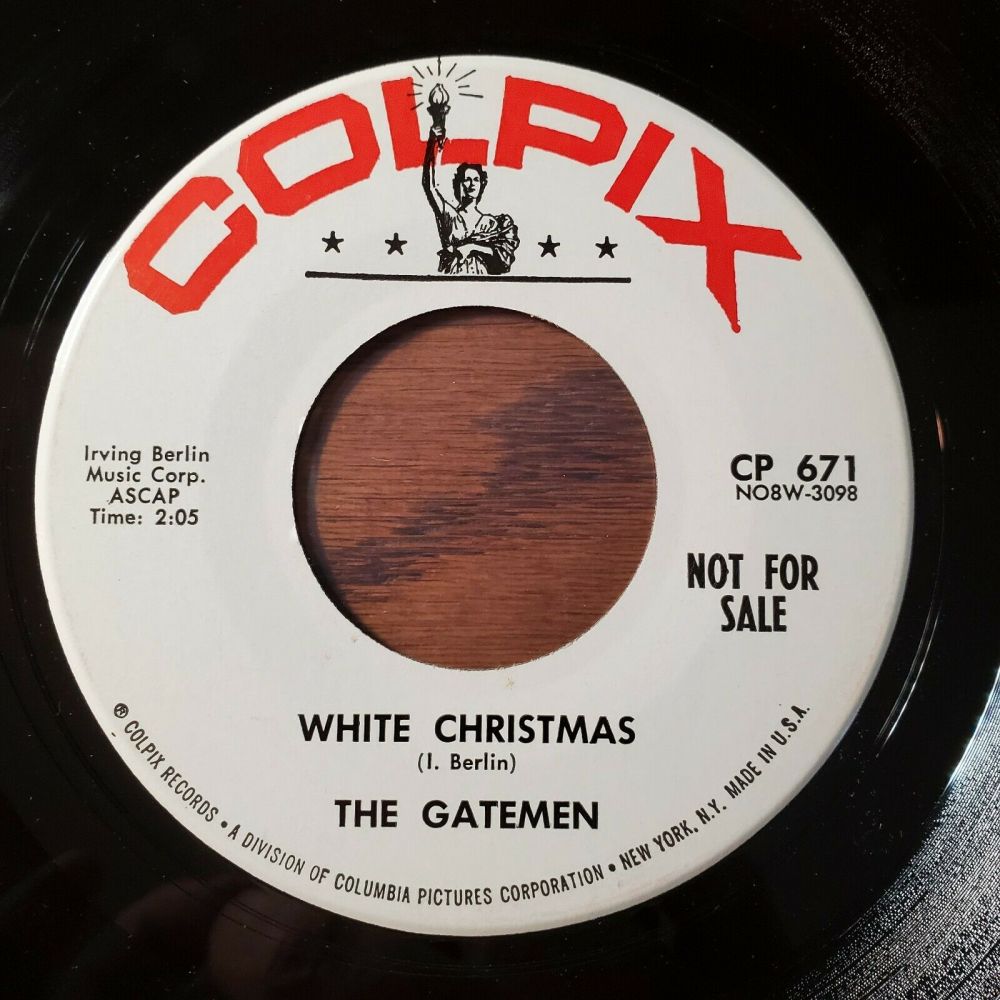 COLPIX
Irving Berlin
Music Corp.
ASCAP
Time: 2:05
CP 671
NO8W-3098
NOT FOR
SALE
WHITE CHRISTMAS
(I. Berlin)
THE GATEMEN
® COLPIX RECORDS • A DIVISION OF COLUMBIA PICTURES CORPORATION • NEW YORK, N.Y. MADE IN U.S.A.